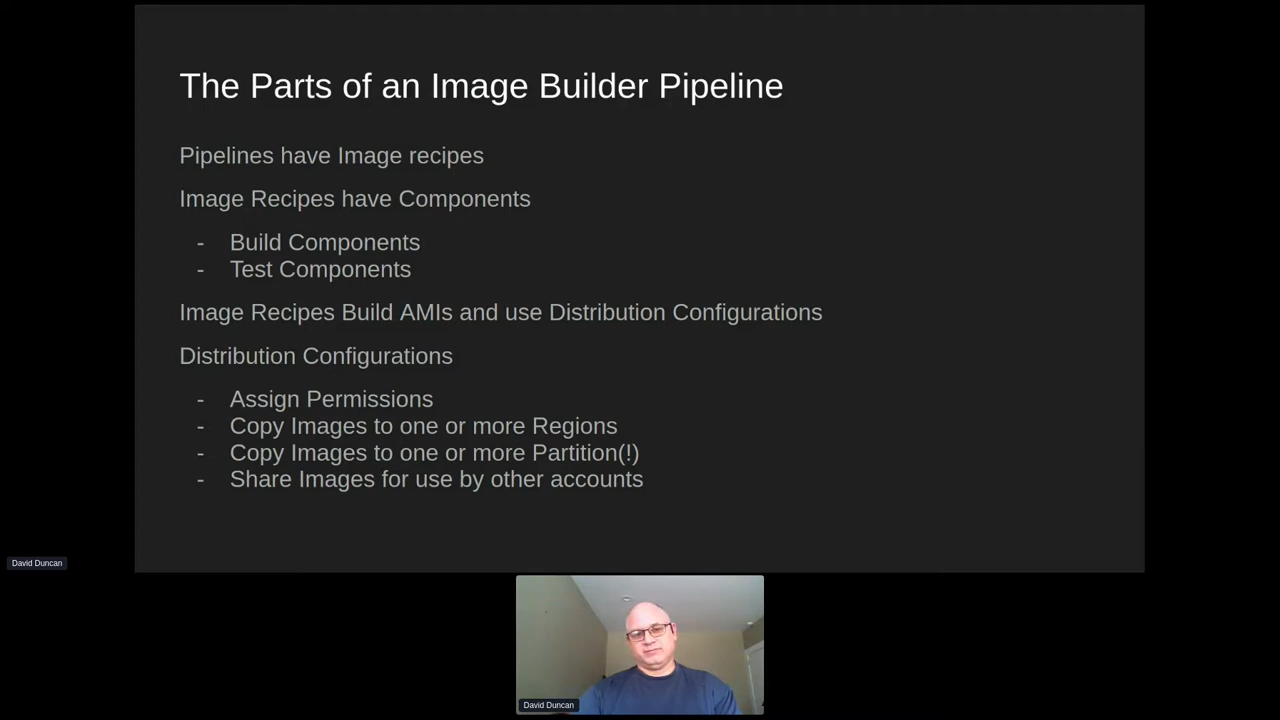 The Parts of an Image Builder Pipeline
Pipelines have Image recipes
Image Recipes have Components
- Build Components
- Test Components
Image Recipes Build AMIs and use Distribution Configurations
Distribution Configurations
- Assign Permissions
- Copy Images to one or more Regions
- Copy Images to one or more Partition(!)
- Share Images for use by other accounts
David Duncan
David Duncan